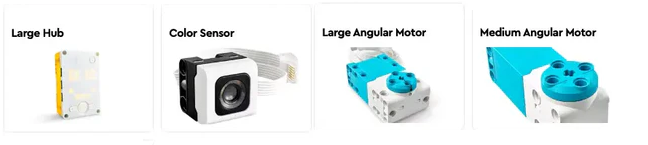 Large Hub
Color Sensor
Large Angular Motor
Medium Angular Motor